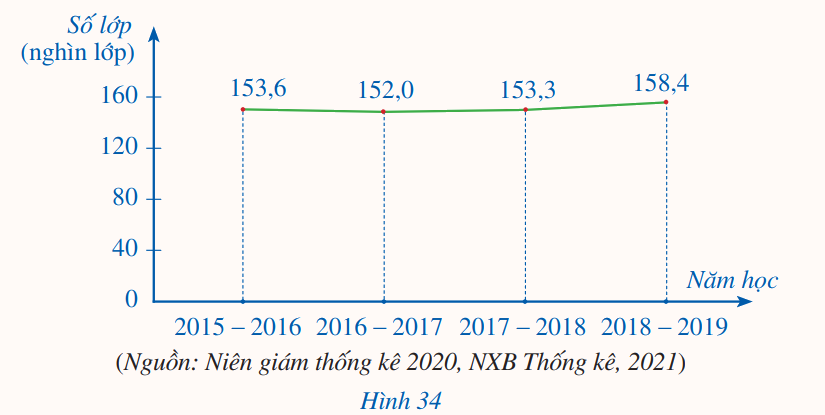 Số lớp
(nghìn lớp)
153,6 152,0 153,3 158,4
160
120
80
40
0
Năm học
2015 – 2016 2016 – 2017 2017 – 2018 2018 – 2019
(Nguồn: Niên giám thống kê 2020, NXB Thống kê, 2021)
Hình 34